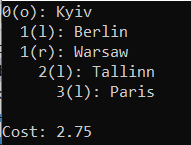 0(o): Kyiv
1(l): Berlin
1(r): Warsaw
2(l): Tallinn
3(l): Paris
Cost: 2.75